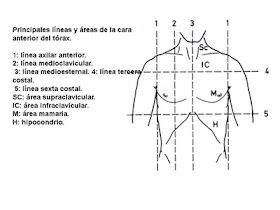 Principales líneas y áreas de la cara
anterior del tórax.
1: línea axilar anterior.
2: línea medioclavicular.
3: línea medioesternal. 4: línea tercera
costal.
5: línea sexta costal.
SC: área supraclavicular.
IC: área infraclavicular.
M: área mamaria.
H: hipocondrio.
1 2 3 1
SC
IC
4
M
5
H